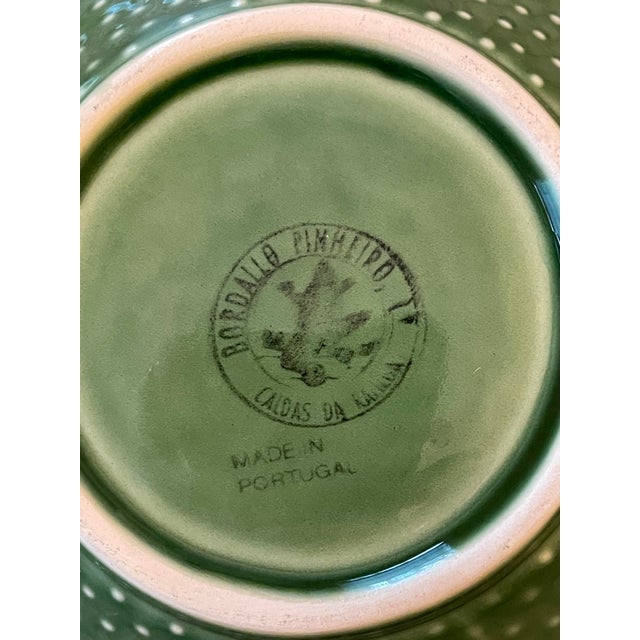 BORDALLO PINHEIRO,
CALDAS DA RAINHA
MADE IN
PORTUGAL